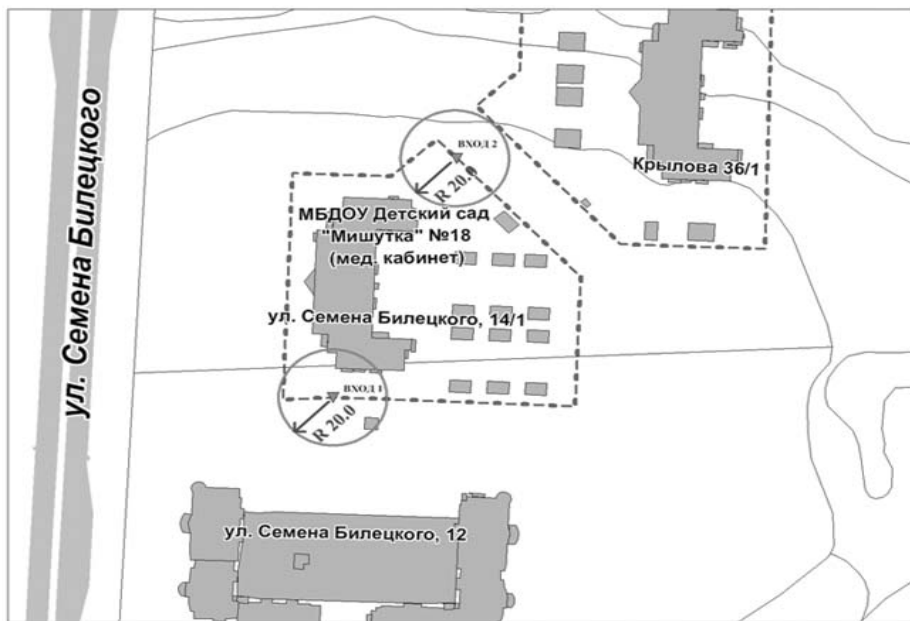 ул. Семена Билецкого
ВХОД 2
R 20.0
Крылова 36/1
МБДОУ Детский сад
"Мишутка" №18
(мед. кабинет)
ул. Семена Билецкого, 14/1
ВХОД 1
R 20.0
ул. Семена Билецкого, 12